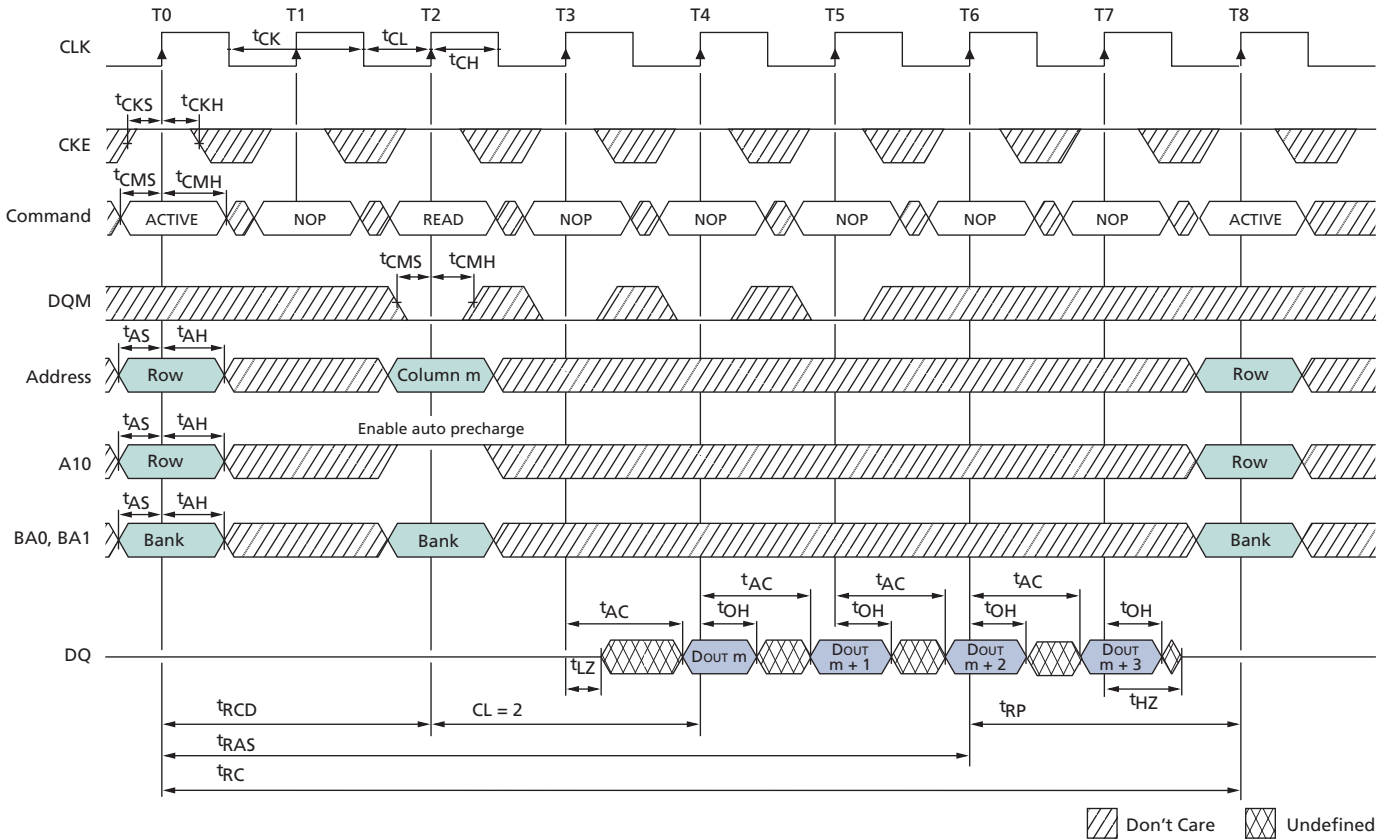 T0 T1 T2 T3 T4 T5 T6 T7 T8
CLK
tCK tCL
tCH
tCKS tCKH
CKE
tCMS tCMH
Command ACTIVE NOP READ NOP NOP NOP NOP NOP ACTIVE
tCMS tCMH
DQM
tAS tAH
Address Row Column m Row
tAS tAH Enable auto precharge
A10 Row Row
tAS tAH
BA0, BA1 Bank Bank Bank
tAC tAC tAC
tAC tOH tOH tOH tOH
DQ DOUT m DOUT m + 1 DOUT m + 2 DOUT m + 3
tLZ tHZ
tRCD CL = 2 tRP
tRAS
tRC
Don't Care Undefined